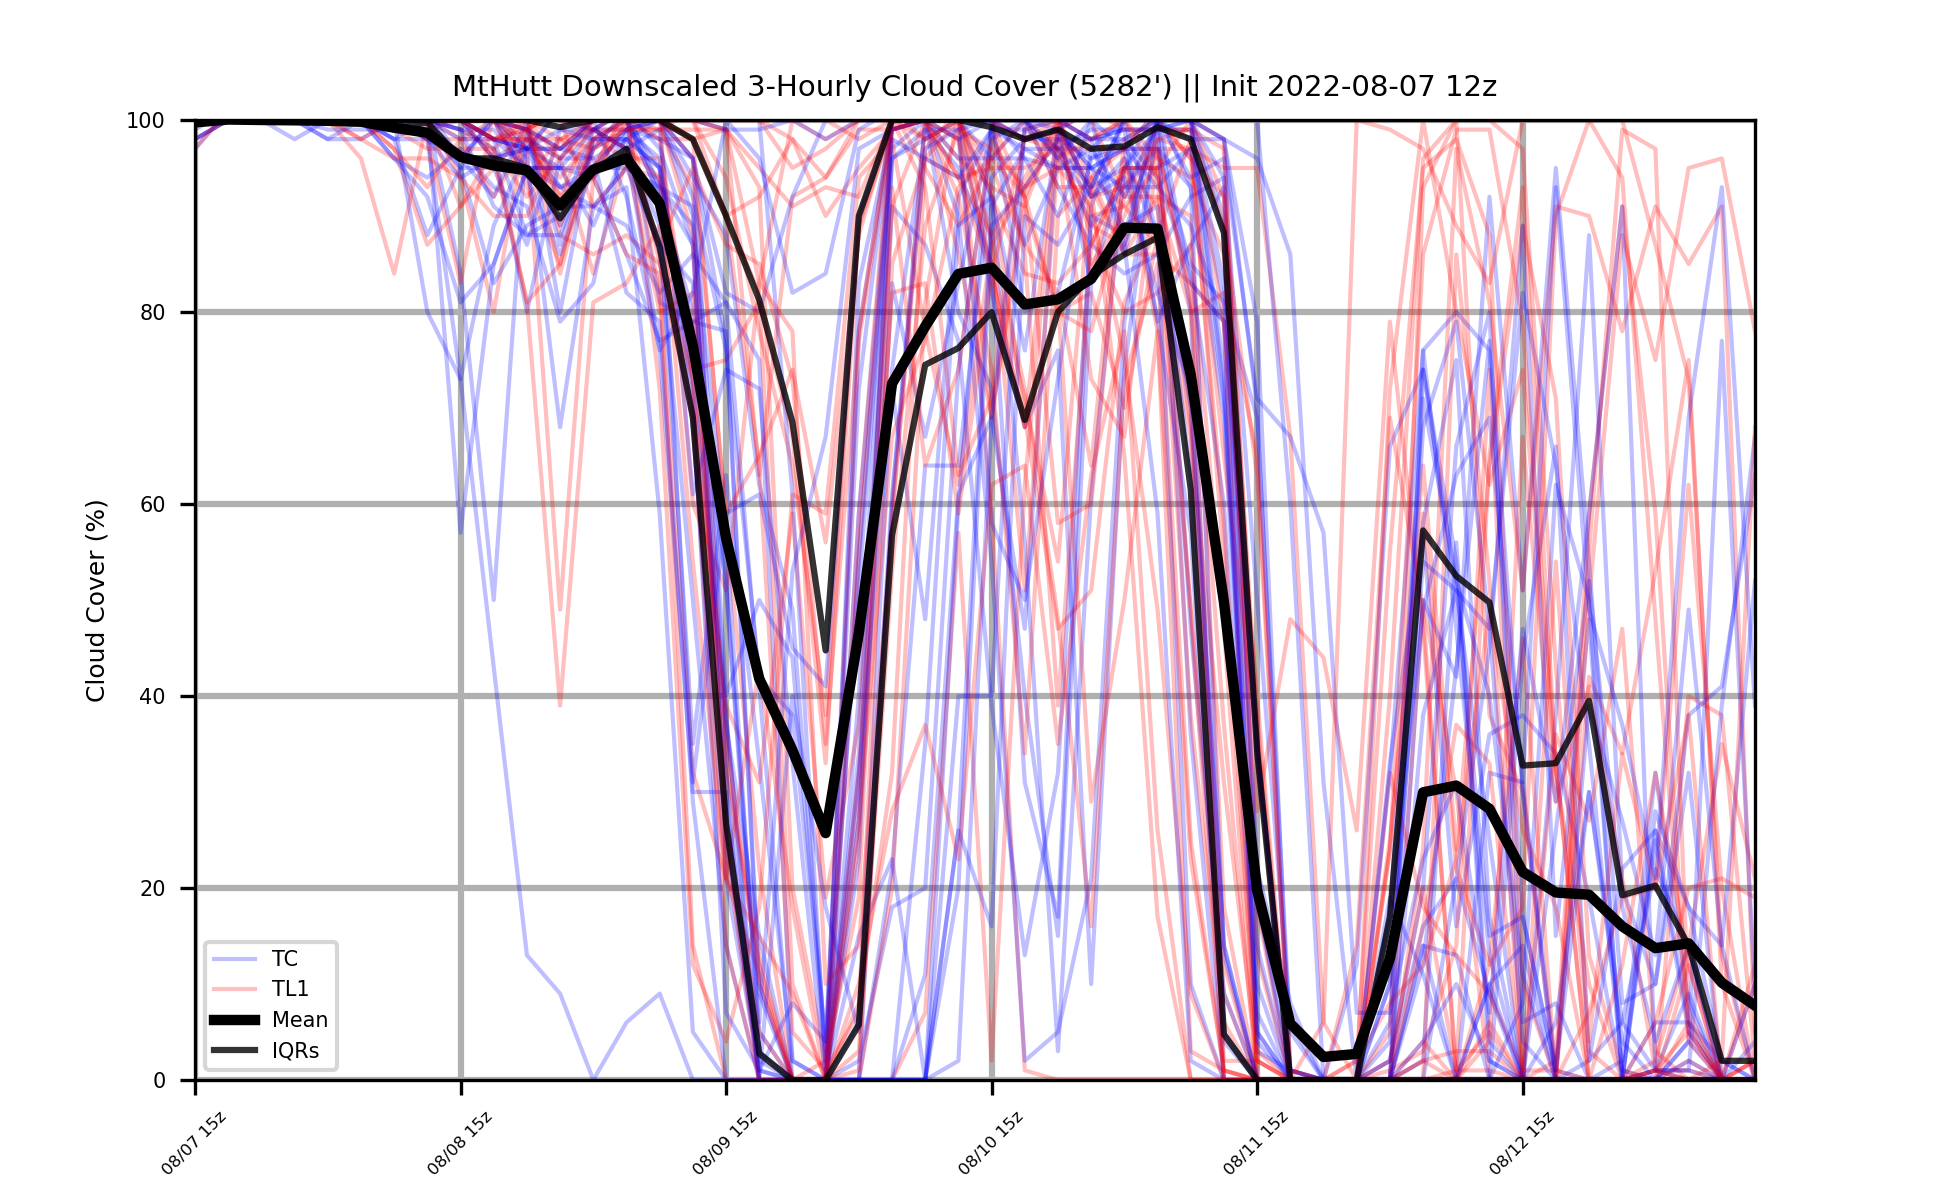 MtHutt Downscaled 3-Hourly Cloud Cover (5282') || Init 2022-08-07 12z
Cloud Cover (%)
100
80
60
40
20
0
TC
TL1
Mean
IQRs
08/07 15z
08/08 15z
08/09 15z
08/10 15z
08/11 15z
08/12 15z